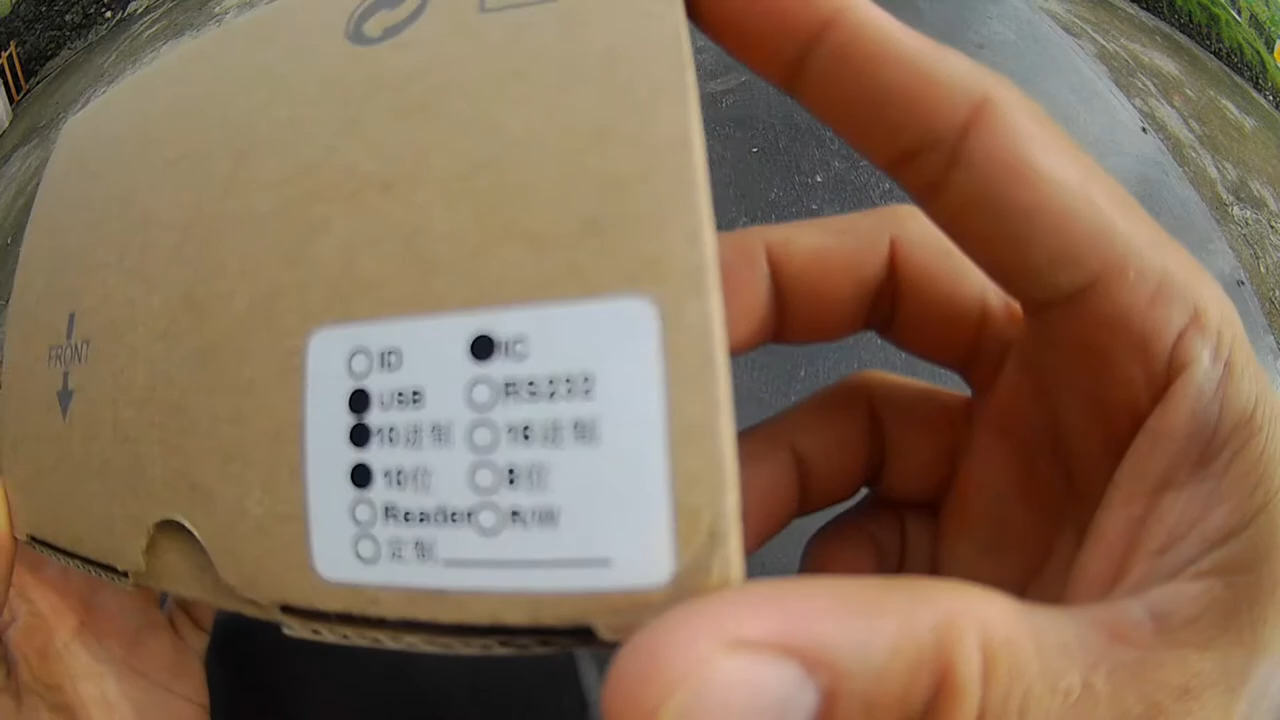 FRONT
ID IC
USB RS232
10进制 16进制
10位 8位
Reader R/W
定制